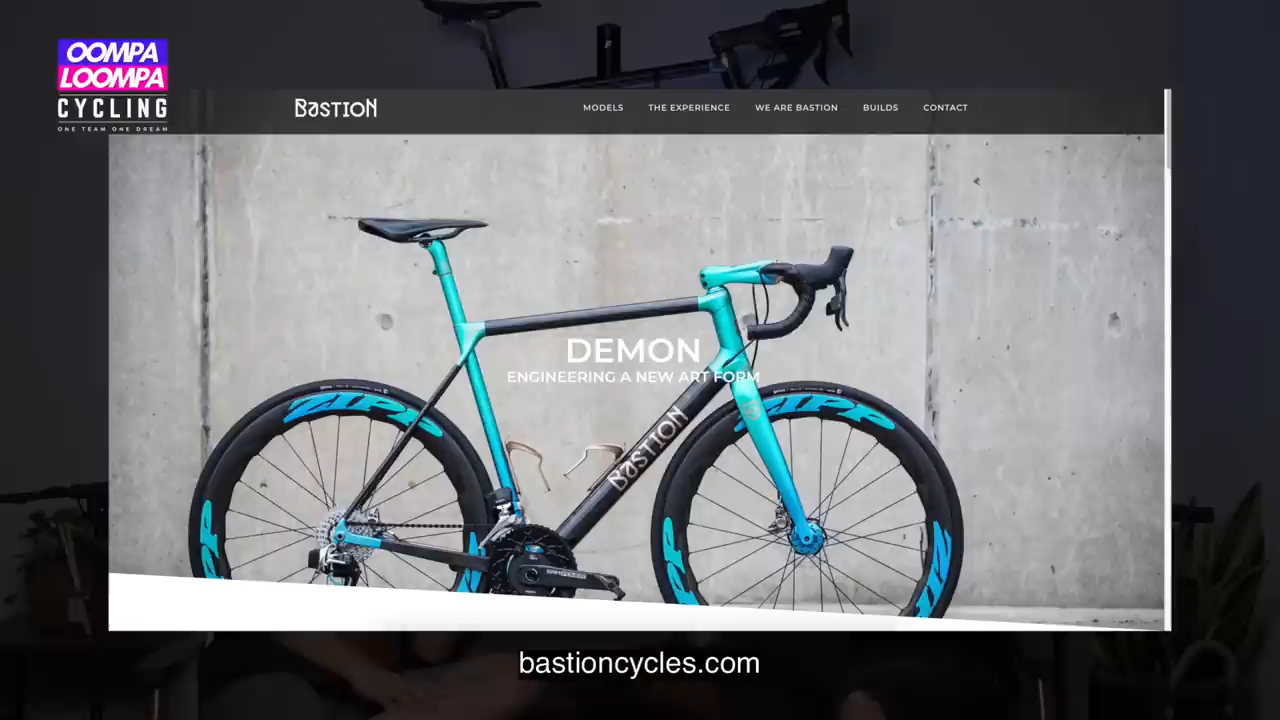 OOMPA
LOOMPA
CYCLING
ONE TEAM ONE DREAM
BaSTION
MODELS
THE EXPERIENCE
WE ARE BASTION
BUILDS
CONTACT
DEMON
ENGINEERING A NEW ART FORM
ZIPP
ZIPP
BaSTION
bastioncycles.com